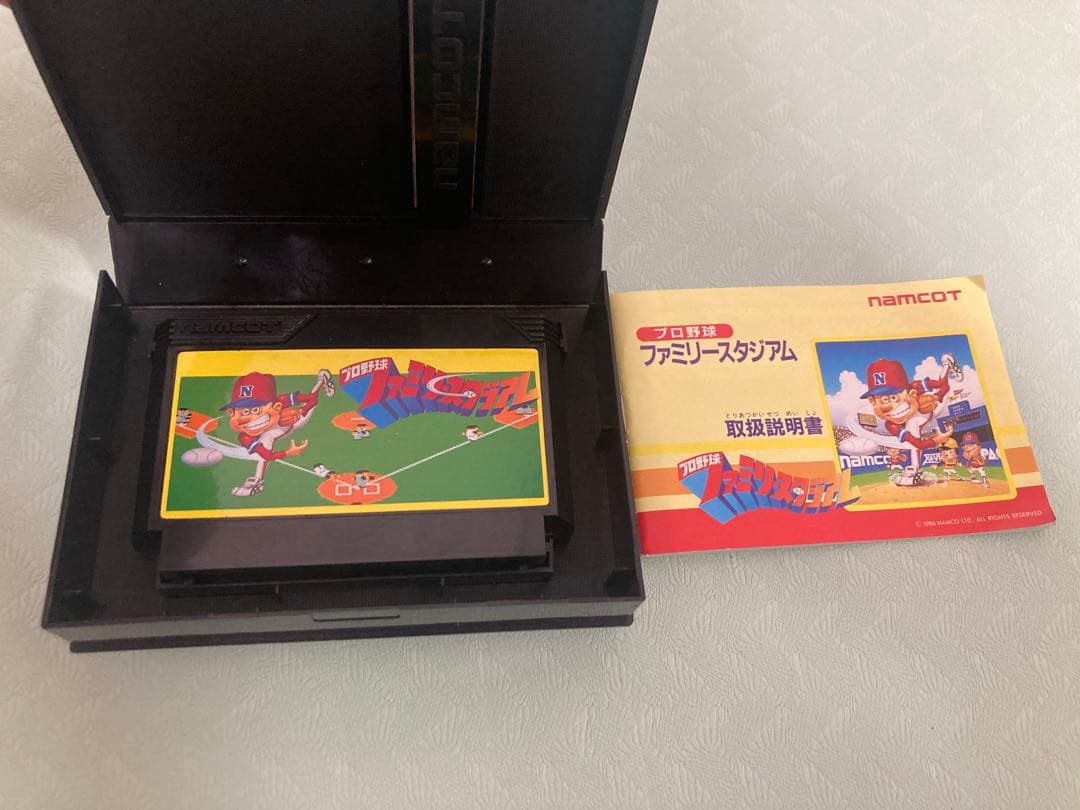 namcot
namcot
プロ野球
ファミリースタジアム
N
namcot
プロ野球
ファミリースタジアム
とりあつかい せつ めい しょ
取扱説明書
プロ野球
ファミリースタジアム
N
namco
© 1986 NAMCO LTD. ALL RIGHTS RESERVED